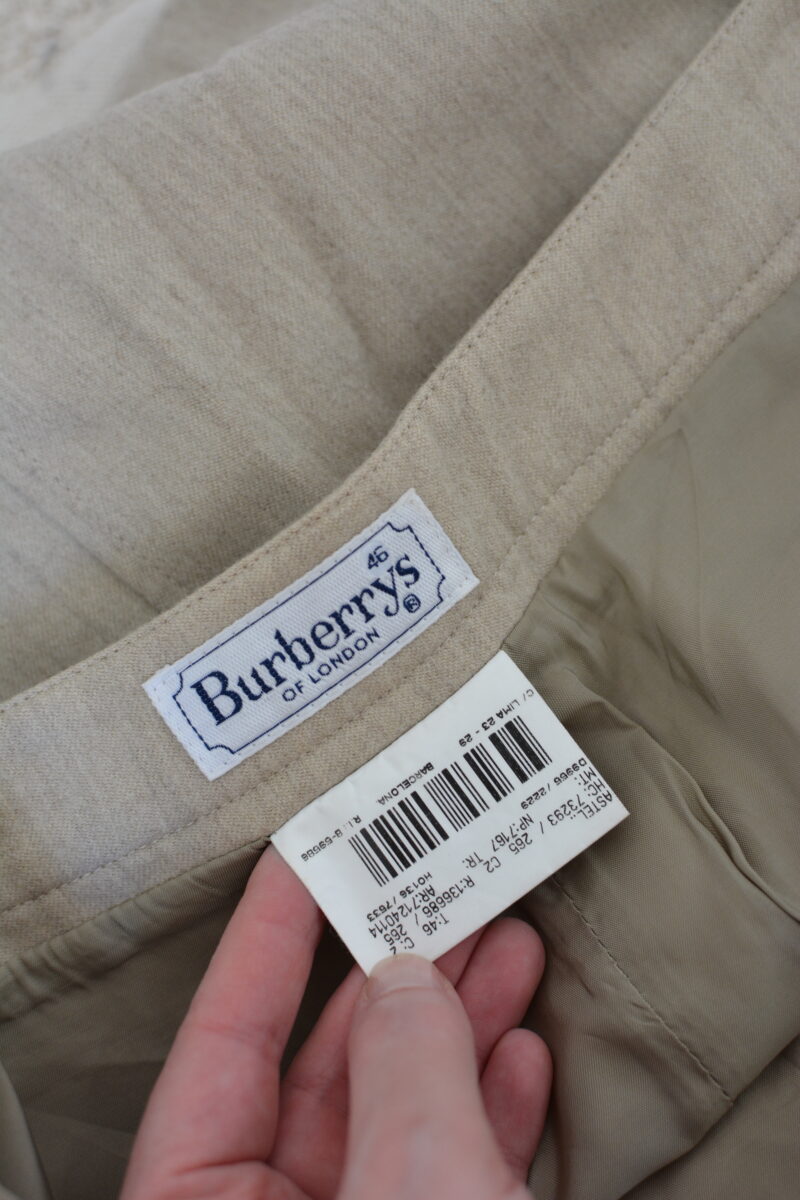 46
Burberrys
®
OF LONDON
C/ LIMA 23 - 29
BARCELONA
D9966 /2229
H0136 /7633
ASTEL.:
MT:
HC: 73293 / 265 C2
NP:7167 TR:
T:46
R:136686 / 265
AR:7124014